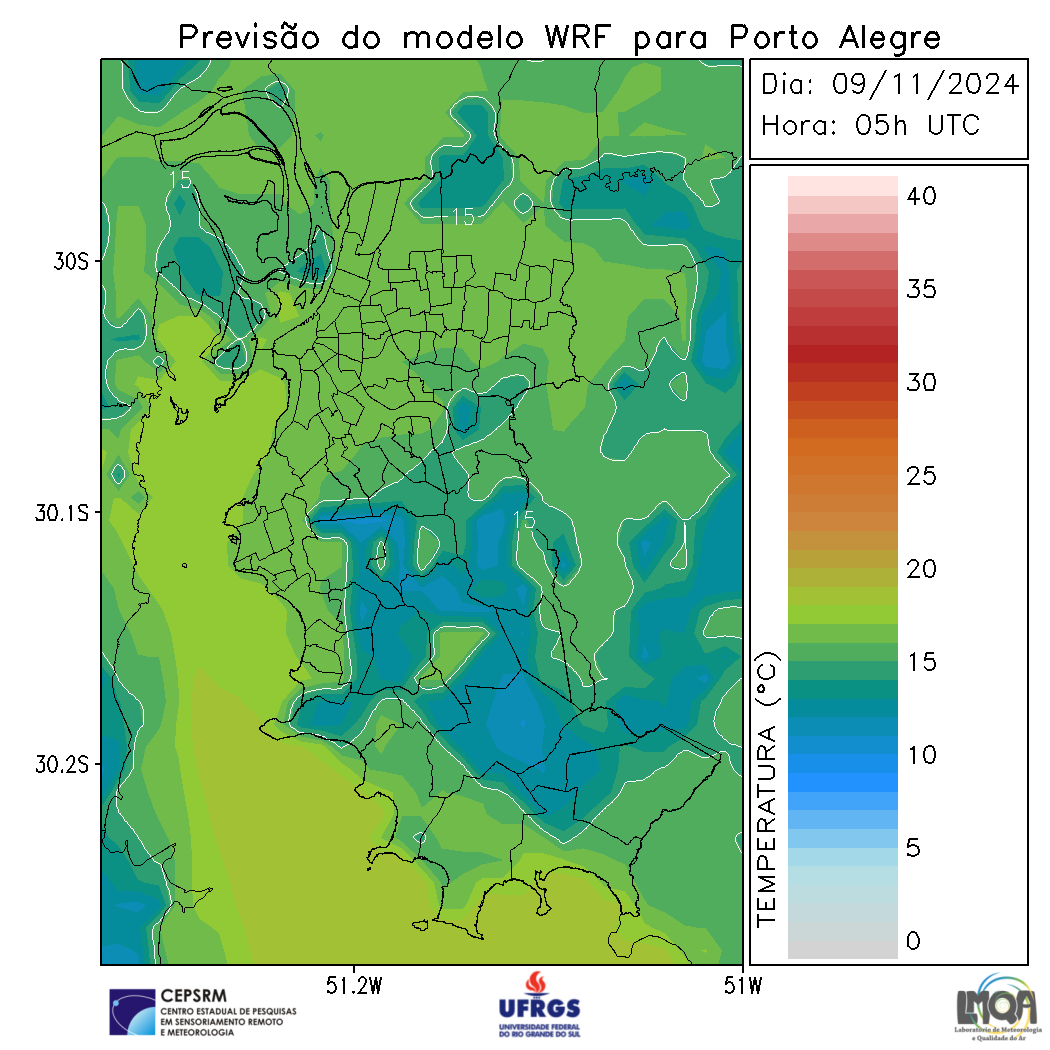 Previsão do modelo WRF para Porto Alegre
Dia: 09/11/2024
Hora: 05h UTC
40
35
30
25
20
15
10
5
0
TEMPERATURA (°C)
30S
30.1S
30.2S
51.2W
51W
15
15
15
CEPSRM
CENTRO ESTADUAL DE PESQUISAS
EM SENSORIAMENTO REMOTO
E METEOROLOGIA
UFRGS
UNIVERSIDADE FEDERAL
DO RIO GRANDE DO SUL
LMQA
Laboratório de Meteorologia
e Qualidade do Ar